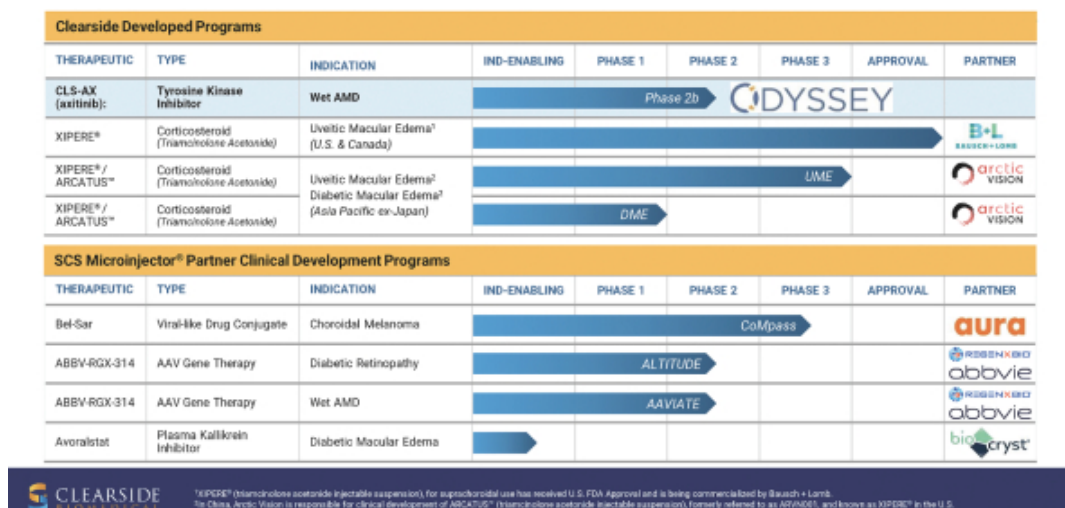 Clearside Developed Programs
THERAPEUTIC TYPE INDICATION IND-ENABLING PHASE 1 PHASE 2 PHASE 3 APPROVAL PARTNER
CLS-AX (axitinib): Tyrosine Kinase Inhibitor Wet AMD Phase 2b ODYSSEY
XIPERE® Corticosteroid (Triamcinolone Acetonide) Uveitic Macular Edema¹ (U.S. & Canada) B+L BAUSCH+LOMB
XIPERE®/ ARCATUS™ Corticosteroid (Triamcinolone Acetonide) Uveitic Macular Edema² UME arctic VISION
Diabetic Macular Edema² (Asia Pacific ex-Japan)
XIPERE®/ ARCATUS™ Corticosteroid (Triamcinolone Acetonide) DME arctic VISION
SCS Microinjector® Partner Clinical Development Programs
THERAPEUTIC TYPE INDICATION IND-ENABLING PHASE 1 PHASE 2 PHASE 3 APPROVAL PARTNER
Bel-Sar Viral-like Drug Conjugate Choroidal Melanoma CoMpass aura
ABBV-RGX-314 AAV Gene Therapy Diabetic Retinopathy ALTITUDE REGENXBIO abbvie
ABBV-RGX-314 AAV Gene Therapy Wet AMD AAVIATE REGENXBIO abbvie
Avoralstat Plasma Kallikrein Inhibitor Diabetic Macular Edema biocryst
CLEARSIDE
¹XIPERE® (triamcinolone acetonide injectable suspension), for suprachoroidal use has received U.S. FDA Approval and is being commercialized by Bausch + Lomb.
²In China, Arctic Vision is responsible for clinical development of ARCATUS™ (triamcinolone acetonide injectable suspension), formerly referred to as ARVN001, and known as XIPERE® in the U.S.